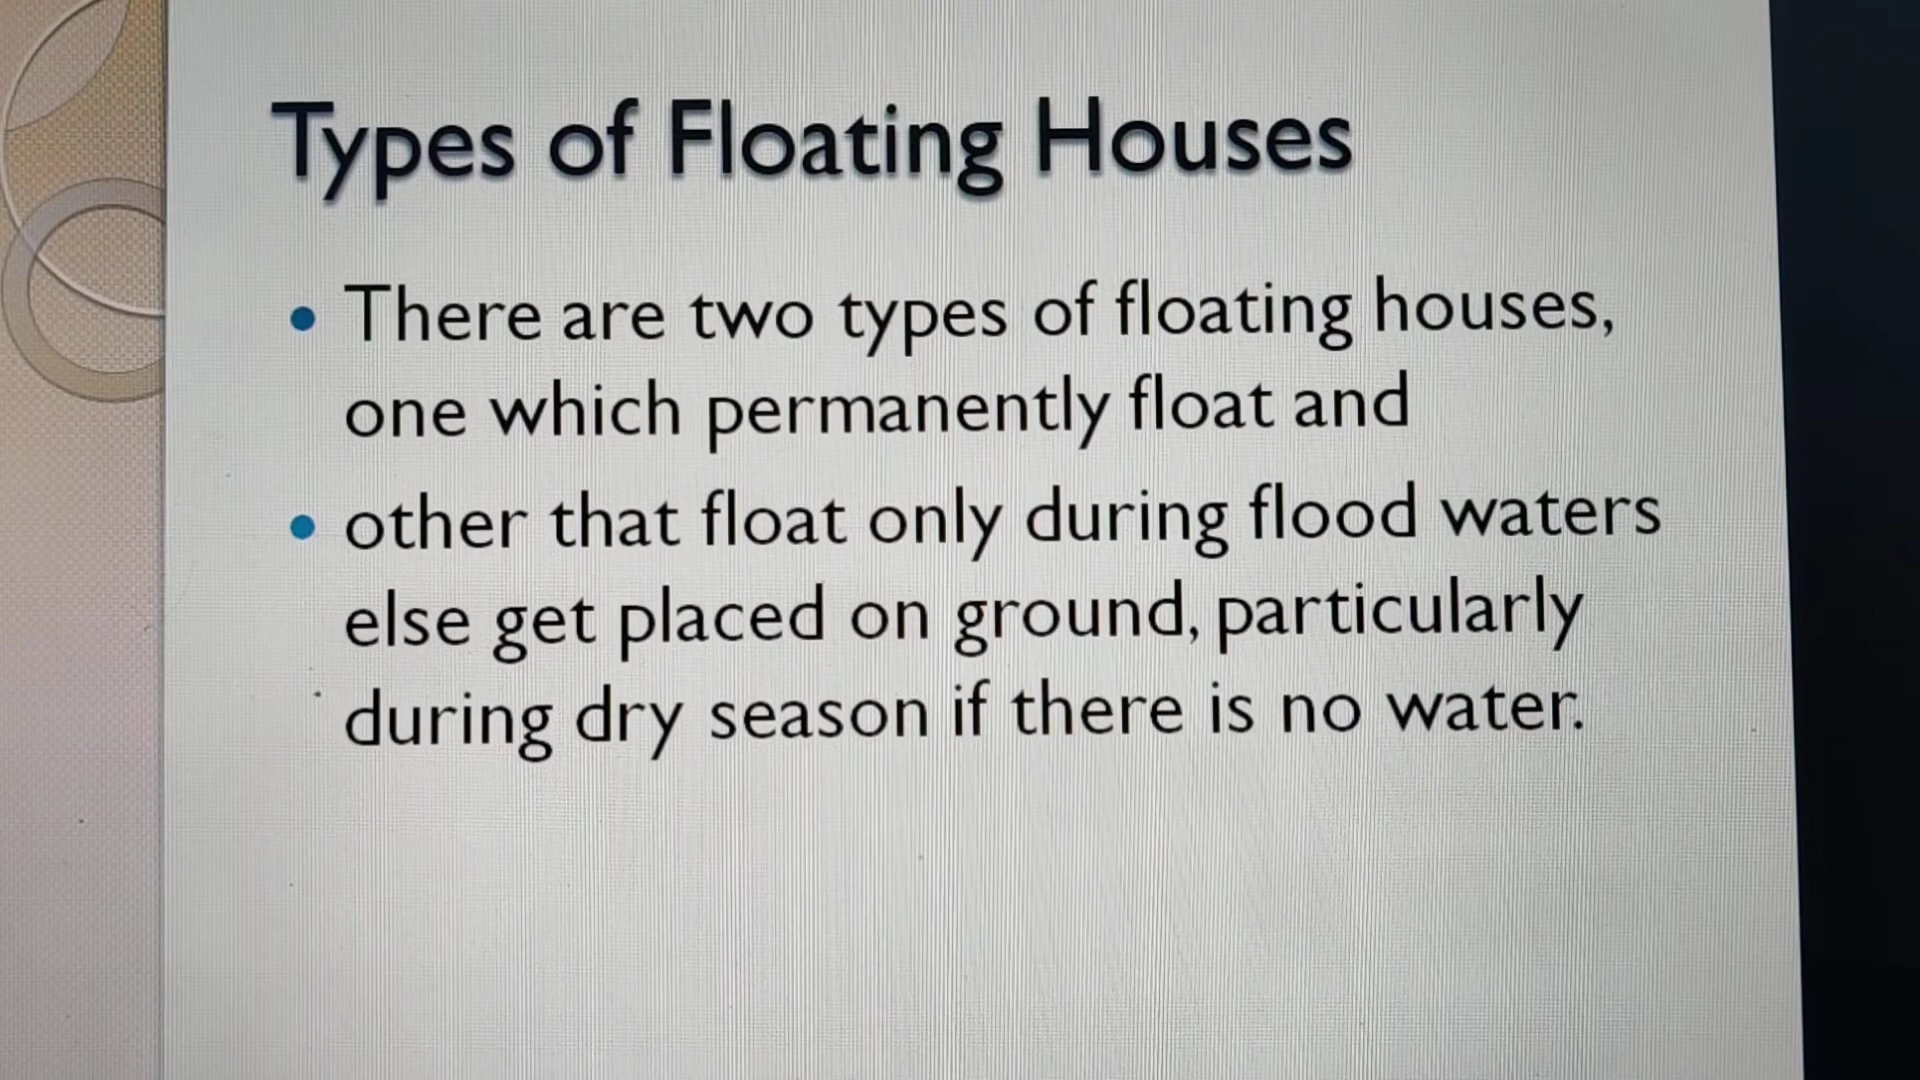 Types of Floating Houses
• There are two types of floating houses,
one which permanently float and
• other that float only during flood waters
else get placed on ground, particularly
during dry season if there is no water.